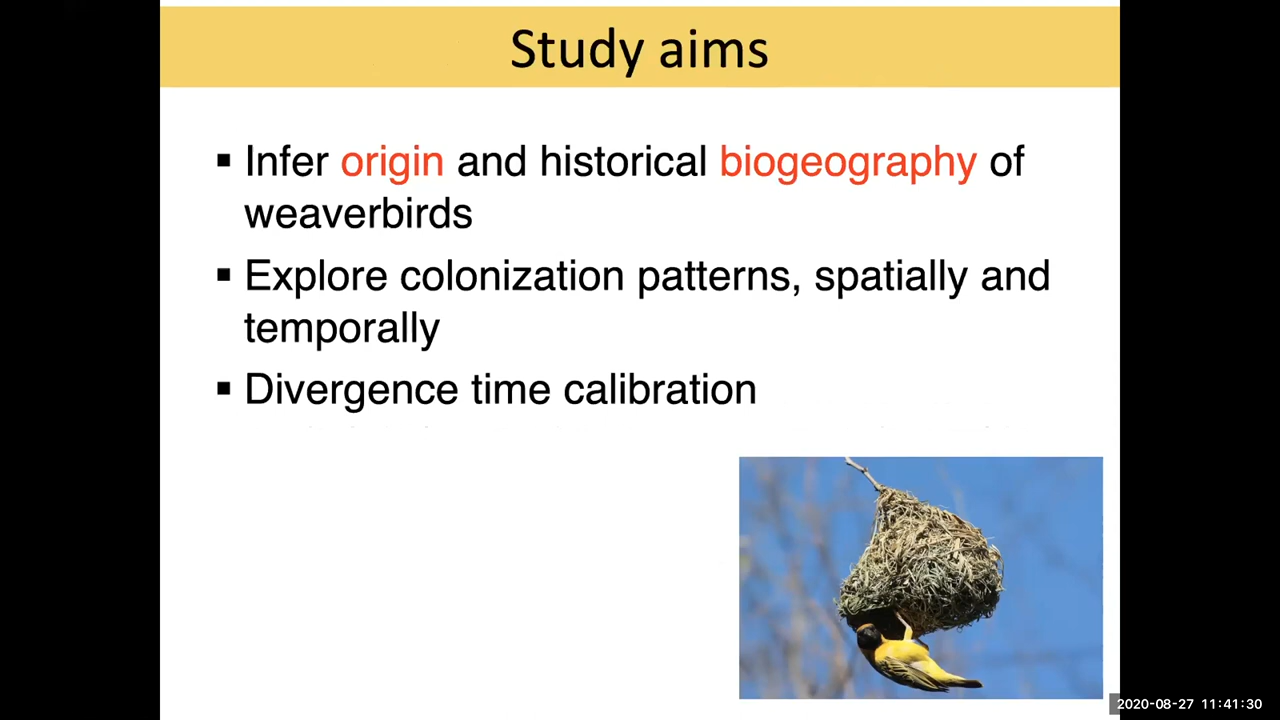 Study aims
▪ Infer origin and historical biogeography of
weaverbirds
▪ Explore colonization patterns, spatially and
temporally
▪ Divergence time calibration
2020-08-27 11:41:30